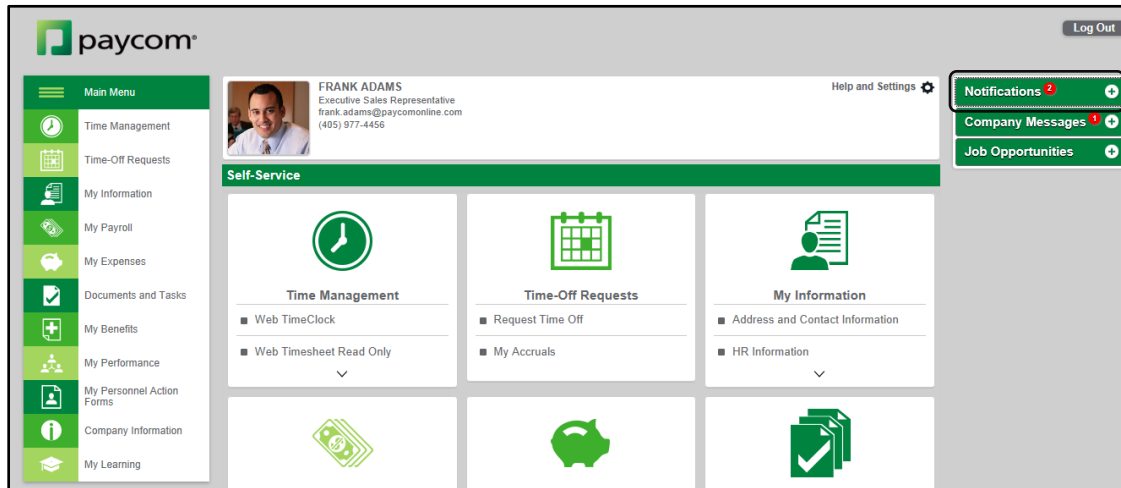 paycom®
Log Out
Main Menu
Time Management
Time-Off Requests
My Information
My Payroll
My Expenses
Documents and Tasks
My Benefits
My Performance
My Personnel Action
Forms
Company Information
My Learning
FRANK ADAMS
Executive Sales Representative
frank.adams@paycomonline.com
(405) 977-4456
Help and Settings
Self-Service
Time Management
Web TimeClock
Web Timesheet Read Only
Time-Off Requests
Request Time Off
My Accruals
My Information
Address and Contact Information
HR Information
Notifications 2
Company Messages 1
Job Opportunities